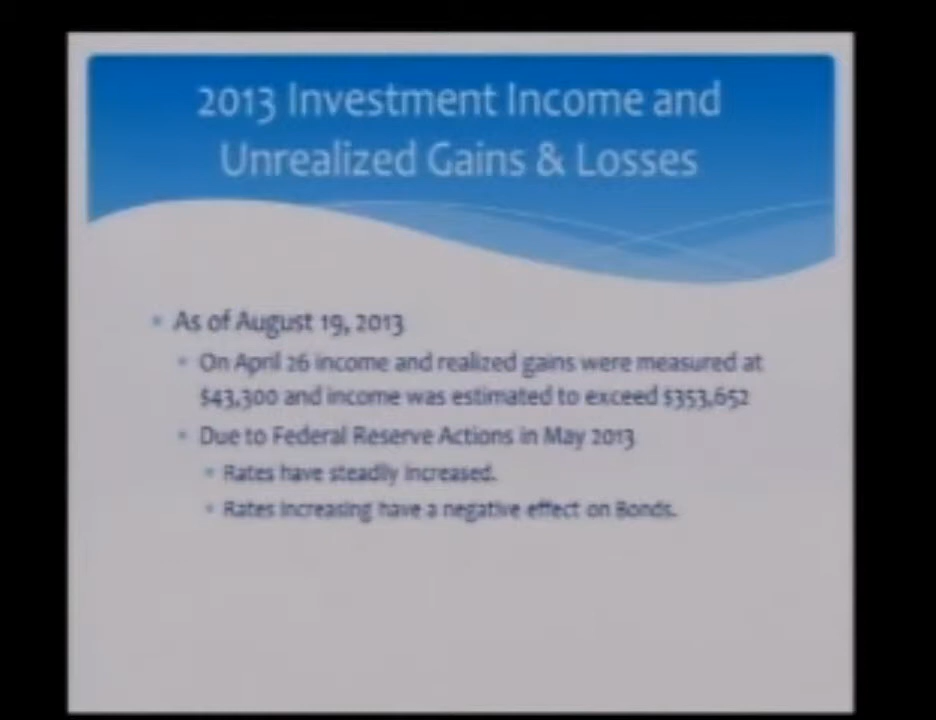 2013 Investment Income and
Unrealized Gains & Losses
As of August 19, 2013
On April 26 income and realized gains were measured at
$43,300 and income was estimated to exceed $353,652
Due to Federal Reserve Actions in May 2013
Rates have steadily increased.
Rates increasing have a negative effect on Bonds.